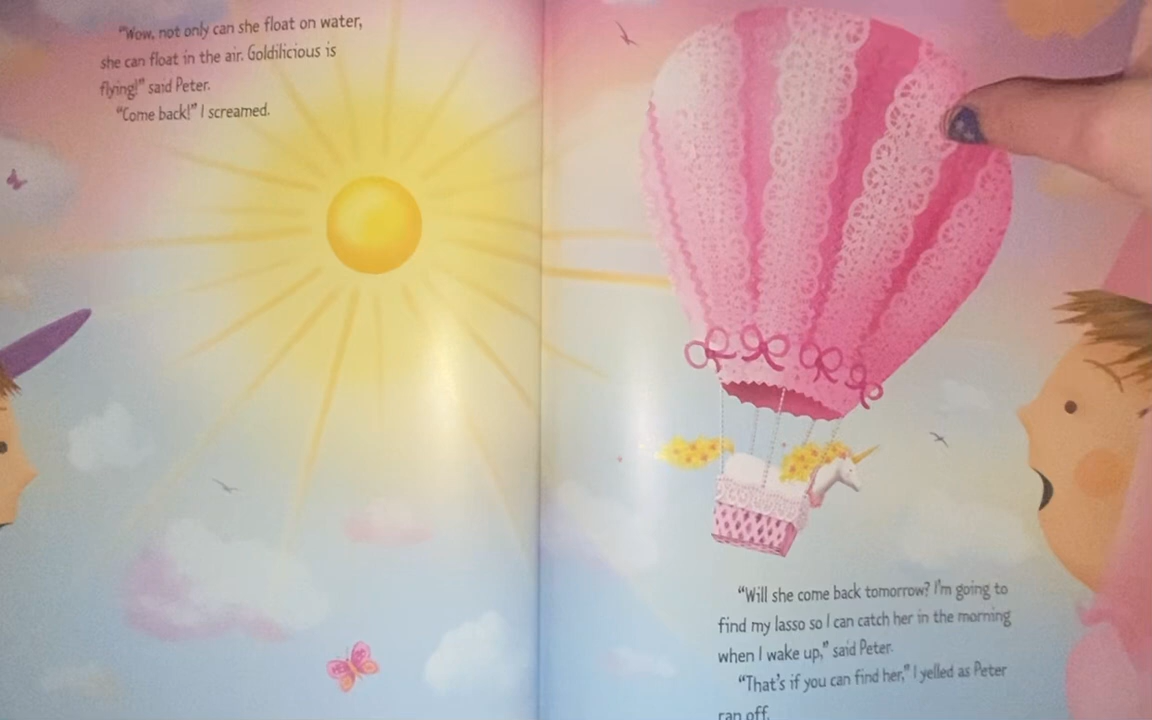 "Wow, not only can she float on water,
she can float in the air. Goldilicious is
flying!" said Peter.
"Come back!" I screamed.
"Will she come back tomorrow? I'm going to
find my lasso so I can catch her in the morning
when I wake up," said Peter.
"That's if you can find her," I yelled as Peter
ran off.